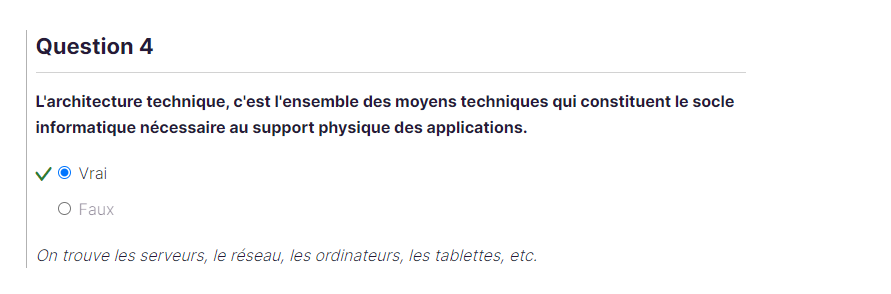 Question 4
L'architecture technique, c'est l'ensemble des moyens techniques qui constituent le socle
informatique nécessaire au support physique des applications.
Vrai
Faux
On trouve les serveurs, le réseau, les ordinateurs, les tablettes, etc.